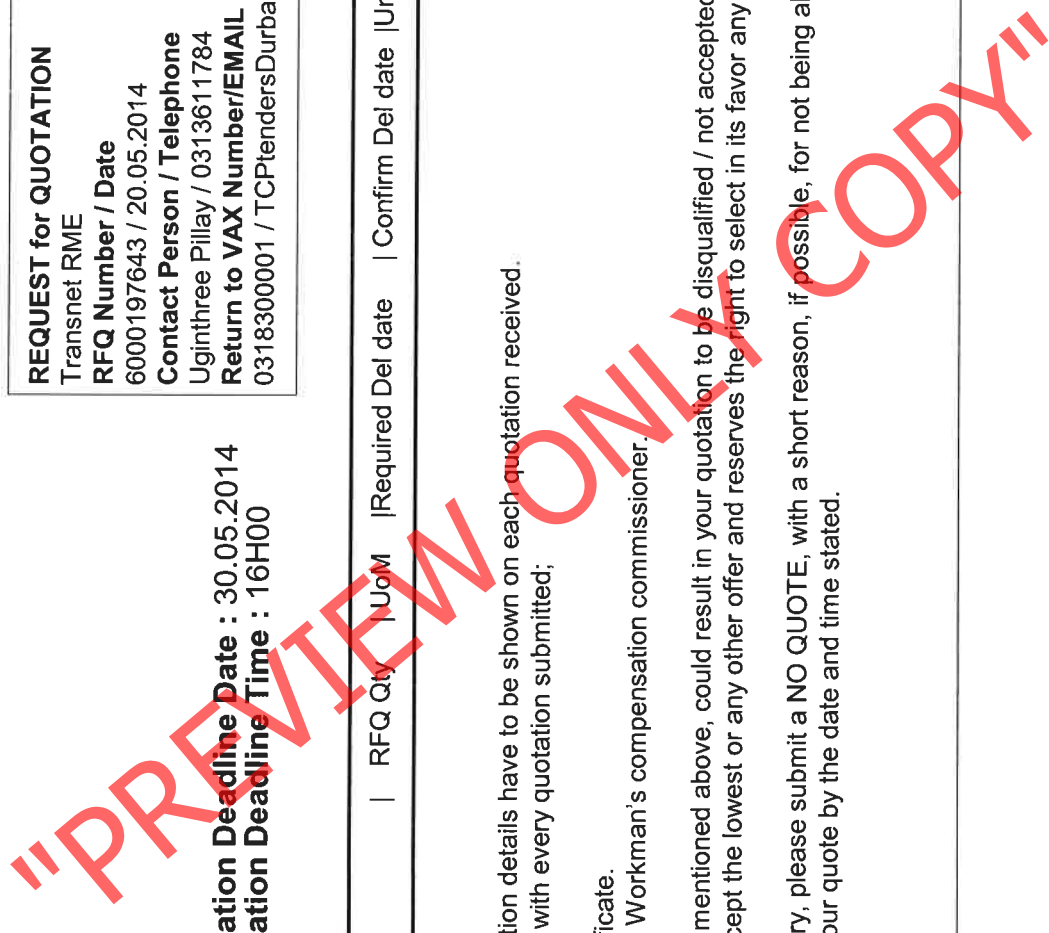 REQUEST for QUOTATION
Transnet RME
RFQ Number / Date
6000197643 / 20.05.2014
Contact Person / Telephone
Uginthree Pillay / 0313611784
Return to VAX Number/EMAIL
0318300001 / TCPtendersDurba
ation Deadline Date : 30.05.2014
ation Deadline Time : 16H00
| RFQ Qty | UoM |Required Del date | Confirm Del date |Ur
tion details have to be shown on each quotation received.
with every quotation submitted;
icate.
Workman's compensation commissioner.
mentioned above, could result in your quotation to be disqualified / not accepted
cept the lowest or any other offer and reserves the right to select in its favor any
ry, please submit a NO QUOTE, with a short reason, if possible, for not being al
our quote by the date and time stated.
"PREVIEW ONLY COPY"